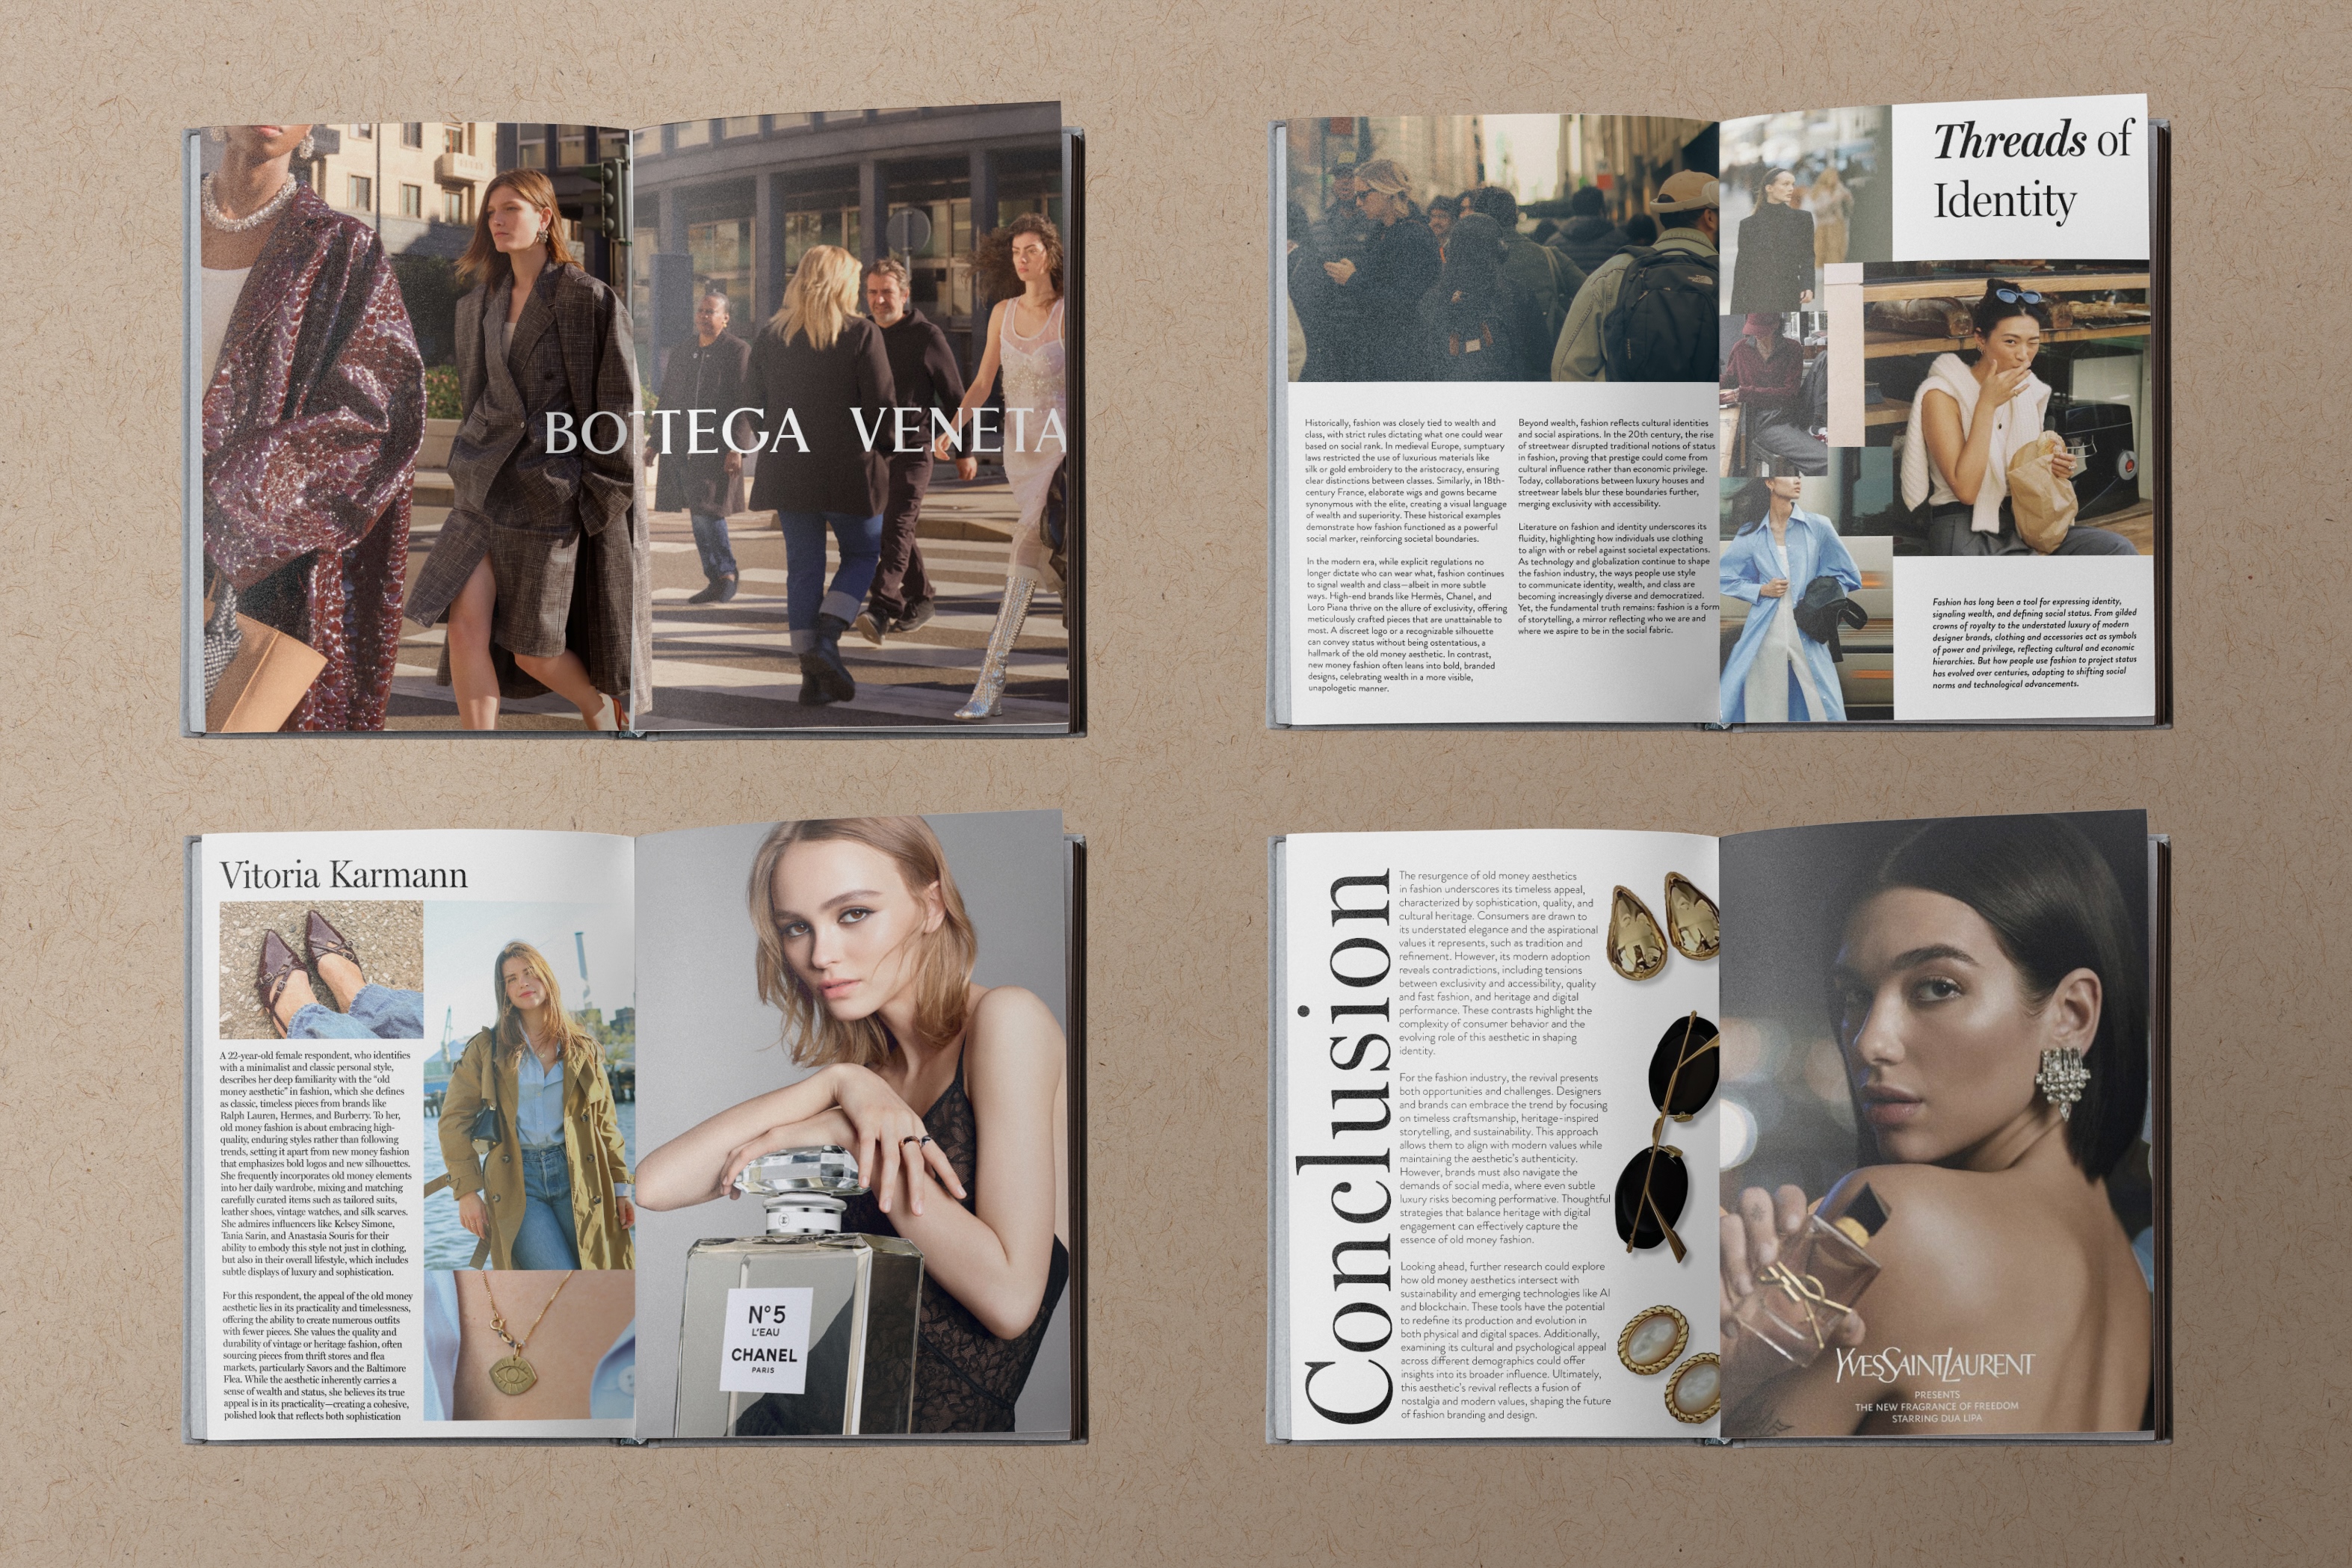 BOTTEGA VENETA
Threads of
Identity
Historically, fashion was closely tied to wealth and
class, with strict rules dictating what one could wear
based on social rank. In medieval Europe, sumptuary
laws restricted the use of luxurious materials like
silk or gold embroidery to the aristocracy, ensuring
clear distinctions between classes. Similarly, in 18th-
century France, elaborate wigs and gowns became
synonymous with the elite, creating a visual language
of wealth and superiority. These historical examples
demonstrate how fashion functioned as a powerful
social marker, reinforcing societal boundaries.
In the modern era, while explicit regulations no
longer dictate who can wear what, fashion continues
to signal wealth and class—albeit in more subtle
ways. High-end brands like Hermès, Chanel, and
Loro Piana thrive on the allure of exclusivity, offering
meticulously crafted pieces that are unattainable to
most. A discreet logo or a recognizable silhouette
can convey status without being ostentatious, a
hallmark of the old money aesthetic. In contrast,
new money fashion often leans into bold, branded
designs, celebrating wealth in a more visible,
unapologetic manner.
Beyond wealth, fashion reflects cultural identities
and social aspirations. In the 20th century, the rise
of streetwear disrupted traditional notions of status
in fashion, proving that prestige could come from
cultural influence rather than economic privilege.
Today, collaborations between luxury houses and
streetwear labels blur these boundaries further,
merging exclusivity with accessibility.
Literature on fashion and identity underscores its
fluidity, highlighting how individuals use clothing
to align with or rebel against societal expectations.
As technology and globalization continue to shape
the fashion industry, the ways people use style
to communicate identity, wealth, and class are
becoming increasingly diverse and democratized.
Yet, the fundamental truth remains: fashion is a form
of storytelling, a mirror reflecting who we are and
where we aspire to be in the social fabric.
Fashion has long been a tool for expressing identity,
signaling wealth, and defining social status. From gilded
crowns of royalty to the understated luxury of modern
designer brands, clothing and accessories act as symbols
of power and privilege, reflecting cultural and economic
hierarchies. But how people use fashion to project status
has evolved over centuries, adapting to shifting social
norms and technological advancements.
Vitoria Karmann
A 22-year-old female respondent, who identifies
with a minimalist and classic personal style,
describes her deep familiarity with the "old
money aesthetic" in fashion, which she defines
as classic, timeless pieces from brands like
Ralph Lauren, Hermes, and Burberry. To her,
old money fashion is about embracing high-
quality, enduring styles rather than following
trends, setting it apart from new money fashion
that emphasizes bold logos and new silhouettes.
She frequently incorporates old money elements
into her daily wardrobe, mixing and matching
carefully curated items such as tailored suits,
leather shoes, vintage watches, and silk scarves.
She admires influencers like Kelsey Simone,
Tania Sarin, and Anastasia Souris for their
ability to embody this style not just in clothing,
but also in their overall lifestyle, which includes
subtle displays of luxury and sophistication.
For this respondent, the appeal of the old money
aesthetic lies in its practicality and timelessness,
offering the ability to create numerous outfits
with fewer pieces. She values the quality and
durability of vintage or heritage fashion, often
sourcing pieces from thrift stores and flea
markets, particularly Savors and the Baltimore
Flea. While the aesthetic inherently carries a
sense of wealth and status, she believes its true
appeal is in its practicality—creating a cohesive,
polished look that reflects both sophistication
N°5
L'EAU
CHANEL
PARIS
Conclusion
The resurgence of old money aesthetics
in fashion underscores its timeless appeal,
characterized by sophistication, quality, and
cultural heritage. Consumers are drawn to
its understated elegance and the aspirational
values it represents, such as tradition and
refinement. However, its modern adoption
reveals contradictions, including tensions
between exclusivity and accessibility, quality
and fast fashion, and heritage and digital
performance. These contrasts highlight the
complexity of consumer behavior and the
evolving role of this aesthetic in shaping
identity.
For the fashion industry, the revival presents
both opportunities and challenges. Designers
and brands can embrace the trend by focusing
on timeless craftsmanship, heritage-inspired
storytelling, and sustainability. This approach
allows them to align with modern values while
maintaining the aesthetic's authenticity.
However, brands must also navigate the
demands of social media, where even subtle
luxury risks becoming performative. Thoughtful
strategies that balance heritage with digital
engagement can effectively capture the
essence of old money fashion.
Looking ahead, further research could explore
how old money aesthetics intersect with
sustainability and emerging technologies like AI
and blockchain. These tools have the potential
to redefine its production and evolution in
both physical and digital spaces. Additionally,
examining its cultural and psychological appeal
across different demographics could offer
insights into its broader influence. Ultimately,
this aesthetic's revival reflects a fusion of
nostalgia and modern values, shaping the future
of fashion branding and design.
YVESSAINTLAURENT
PRESENTS
THE NEW FRAGRANCE OF FREEDOM
STARRING DUA LIPA